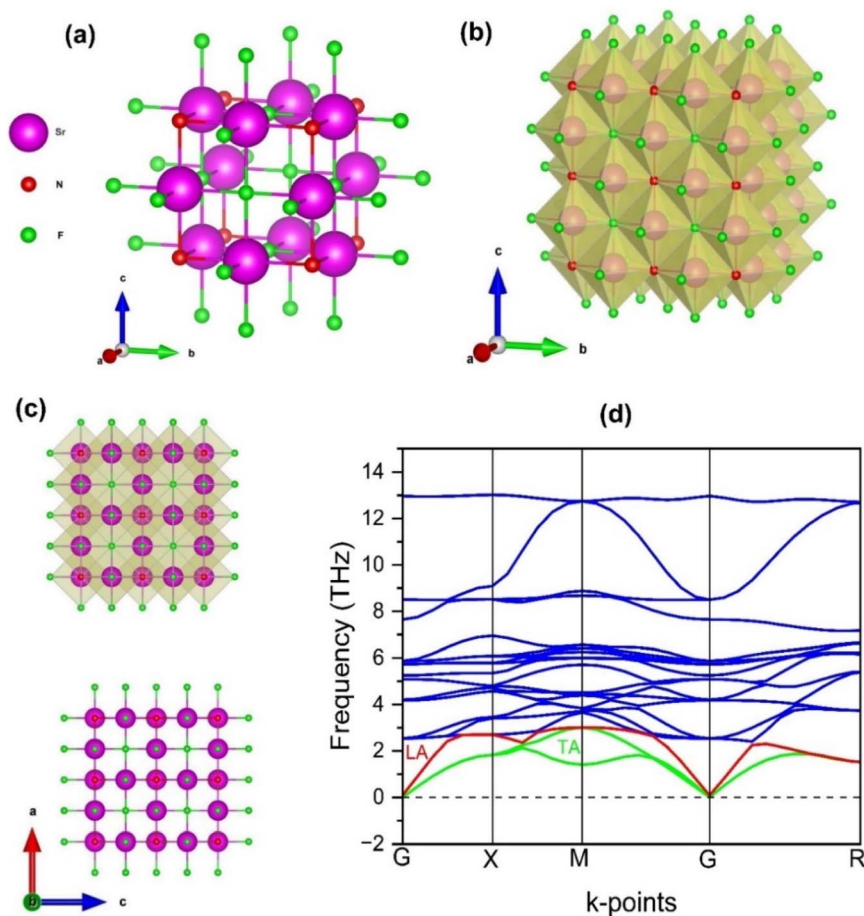 (a)
Sr
N
F
c
a
b
(b)
c
a
b
(c)
a
b
c
(d)
Frequency (THz)
14
12
10
8
6
4
2
0
−2
LA
TA
G
X
M
G
R
k-points